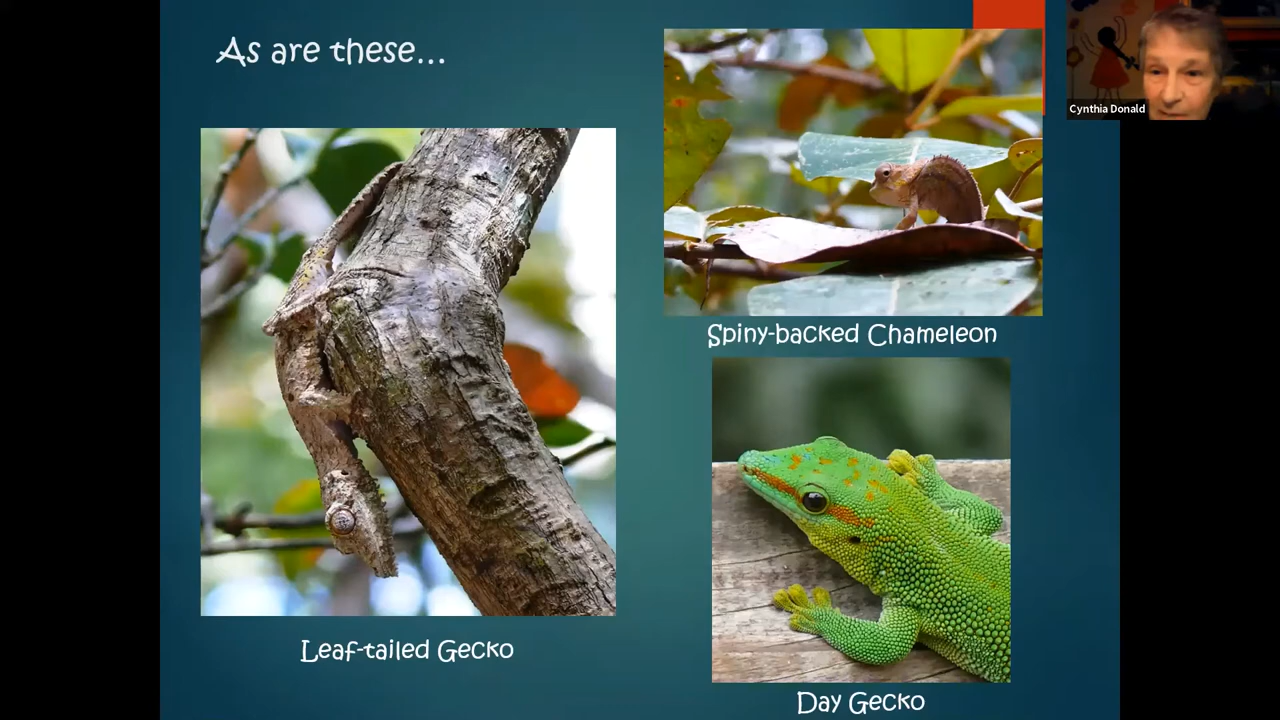 As are these...
Cynthia Donald
Spiny-backed Chameleon
Leaf-tailed Gecko
Day Gecko